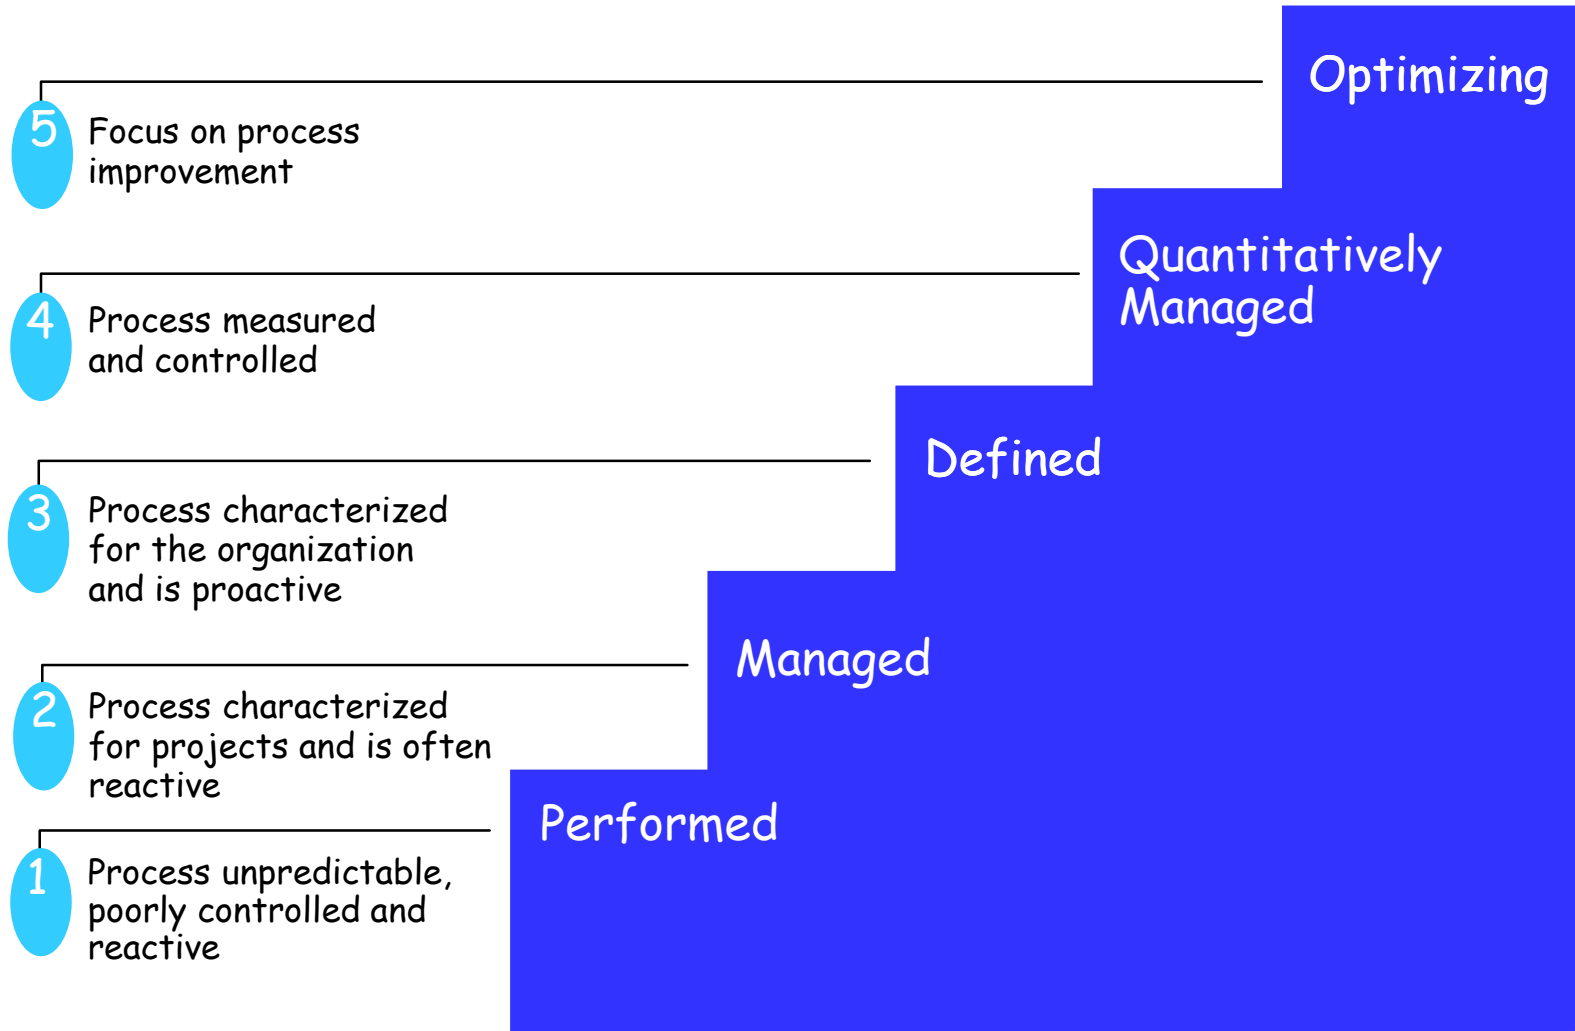 Optimizing
5
Focus on process
improvement
Quantitatively
Managed
4
Process measured
and controlled
Defined
3
Process characterized
for the organization
and is proactive
Managed
2
Process characterized
for projects and is often
reactive
Performed
1
Process unpredictable,
poorly controlled and
reactive